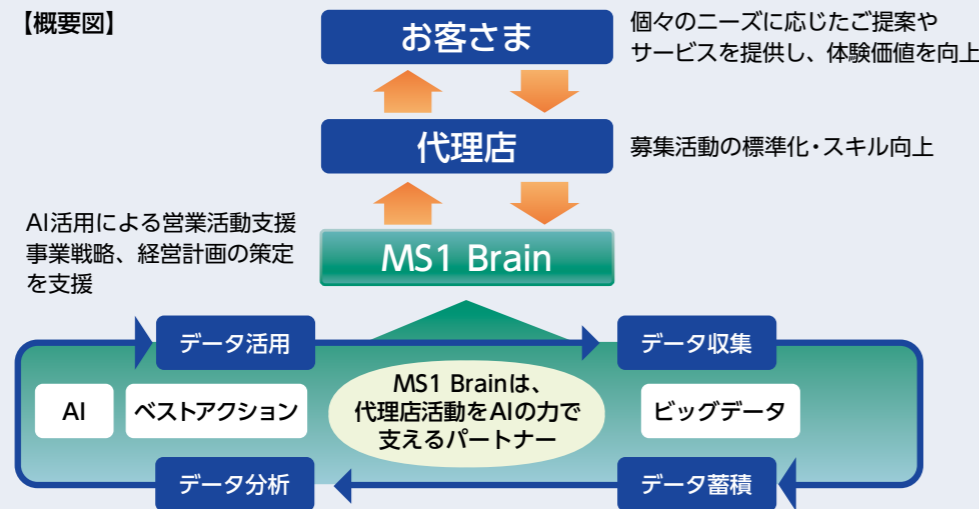 【概要図】
お客さま
個々のニーズに応じたご提案や
サービスを提供し、体験価値を向上
代理店
募集活動の標準化・スキル向上
AI活用による営業活動支援
事業戦略、経営計画の策定
を支援
MS1 Brain
データ活用
データ収集
AI
ベストアクション
MS1 Brainは、
代理店活動をAIの力で
支えるパートナー
ビッグデータ
データ分析
データ蓄積